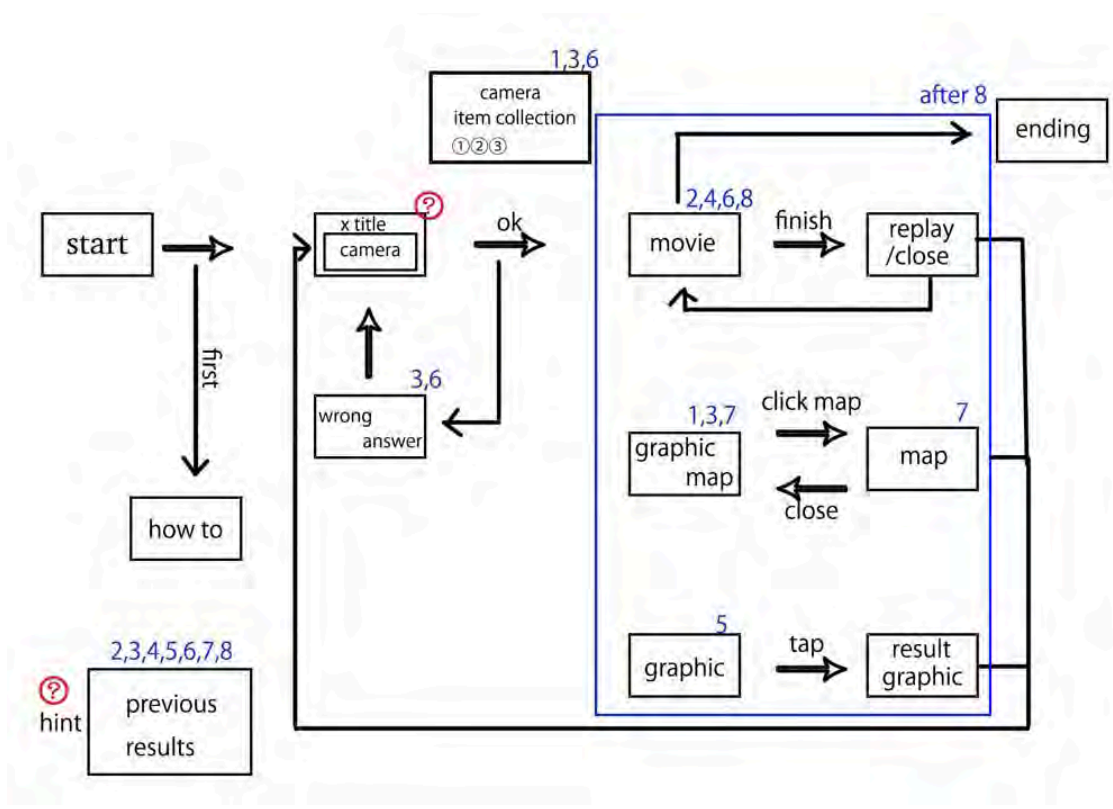 1,3,6
camera
item collection
①②③
after 8
ending
start
first
how to
?
x title
camera
ok
3,6
wrong
answer
2,4,6,8
movie
finish
replay
/close
1,3,7
graphic
map
click map
close
7
map
5
graphic
tap
result
graphic
2,3,4,5,6,7,8
?
hint
previous
results